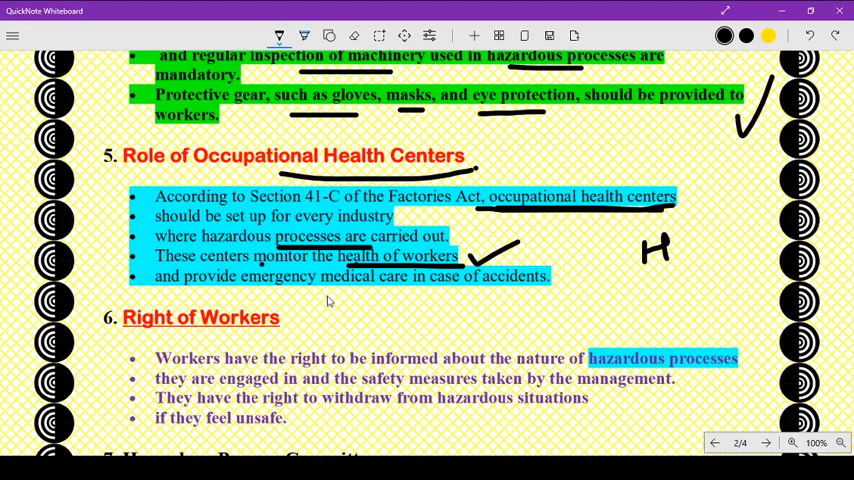 QuickNote Whiteboard
and regular inspection of machinery used in hazardous processes are
mandatory.
Protective gear, such as gloves, masks, and eye protection, should be provided to
workers.
5. Role of Occupational Health Centers
According to Section 41-C of the Factories Act, occupational health centers
should be set up for every industry
where hazardous processes are carried out.
These centers monitor the health of workers
and provide emergency medical care in case of accidents.
H
6. Right of Workers
Workers have the right to be informed about the nature of hazardous processes
they are engaged in and the safety measures taken by the management.
They have the right to withdraw from hazardous situations
if they feel unsafe.
2/4 100%